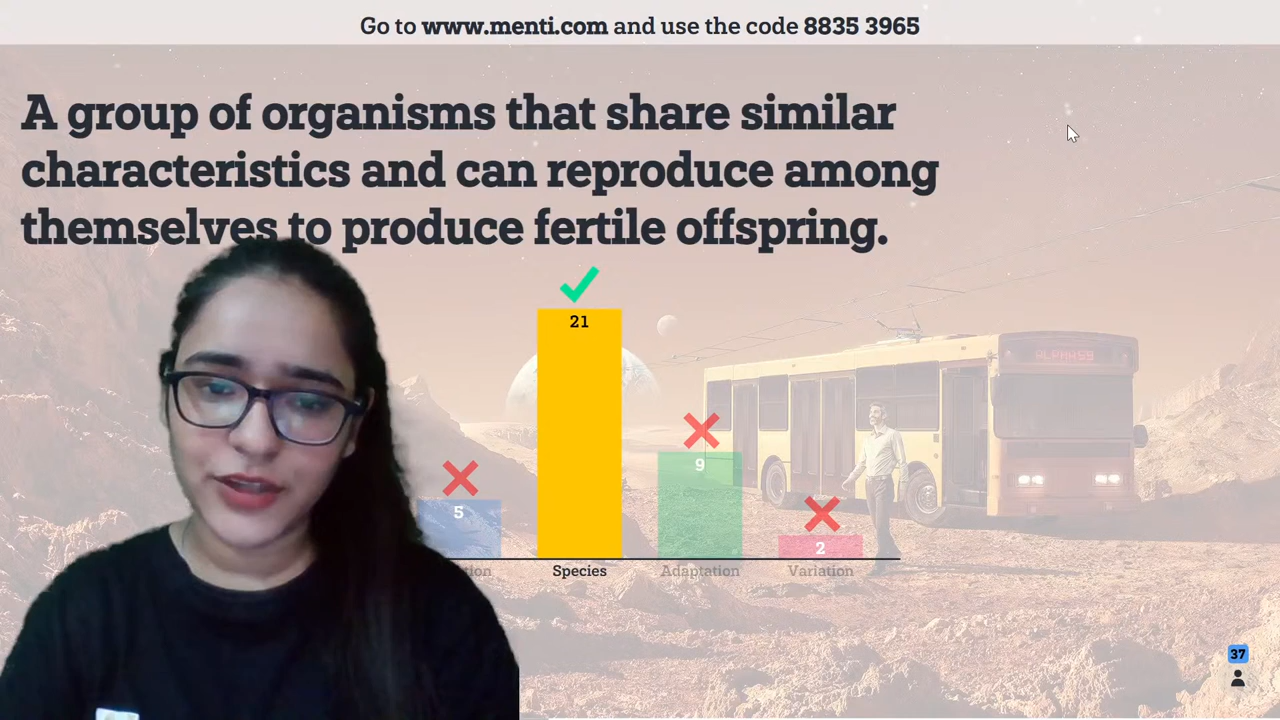 Go to www.menti.com and use the code 8835 3965
A group of organisms that share similar
characteristics and can reproduce among
themselves to produce fertile offspring.
21
9
5
2
Species
Adaptation
Variation
ALPHA59
37